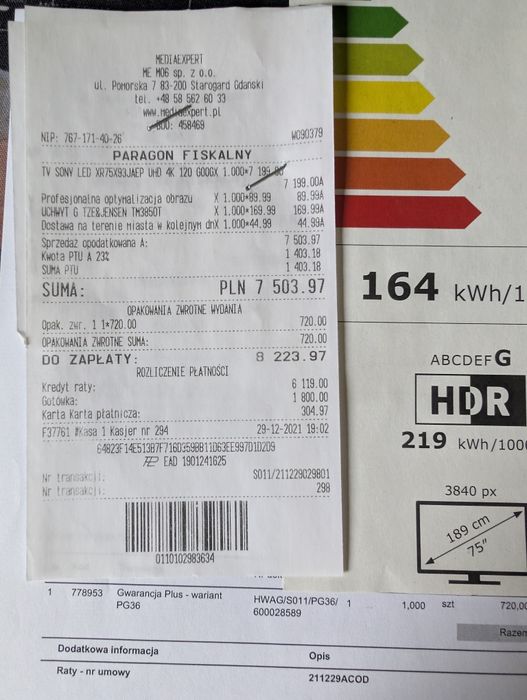 MEDIAEXPERT
ME M06 sp. z o.o.
ul. Pomorska 7 83-200 Starogard Gdański
tel. +48 58 562 60 33
www.mediaexpert.pl
BDO: 458469
NIP: 767-171-40-26 W090379
PARAGON FISKALNY
TV SONY LED XR75X93JAEP UHD 4K 120 GOOGX 1.000*7 199.00
7 199.00A
Profesjonalna optymalizacja obrazu X 1.000*89.99 89.99A
UCHWYT G TZE&JENSEN TM3850T X 1.000*169.99 169.99A
Dostawa na terenie miasta w kolejnym dnX 1.000*44.99 44.99A
Sprzedaż opodatkowana A: 7 503.97
Kwota PTU A 23% 1 403.18
SUMA PTU 1 403.18
SUMA: PLN 7 503.97
OPAKOWANIA ZWROTNE WYDANIA
Opak. zwr. 1 1*720.00 720.00
OPAKOWANIA ZWROTNE SUMA: 720.00
DO ZAPŁATY: 8 223.97
ROZLICZENIE PŁATNOŚCI
Kredyt raty: 6 119.00
Gotówka: 1 800.00
Karta Karta płatnicza: 304.97
F37761 #Kasa 1 Kasjer nr 294 29-12-2021 19:02
64823F14E513B7F716D359BB11D63EE997D1D2D9
EAD 1901241625
Nr transakcji: S011/211229029801
Nr transakcji: 298
0110102983634
164 kWh/1
ABCDEFG
HDR
219 kWh/1000
3840 px
189 cm
75"
1 778953 Gwarancja Plus - wariant PG36 HWAG/S011/PG36/600028589 1 1,000 szt 720,00
Razem
Dodatkowa informacja Opis
Raty - nr umowy 211229ACOD